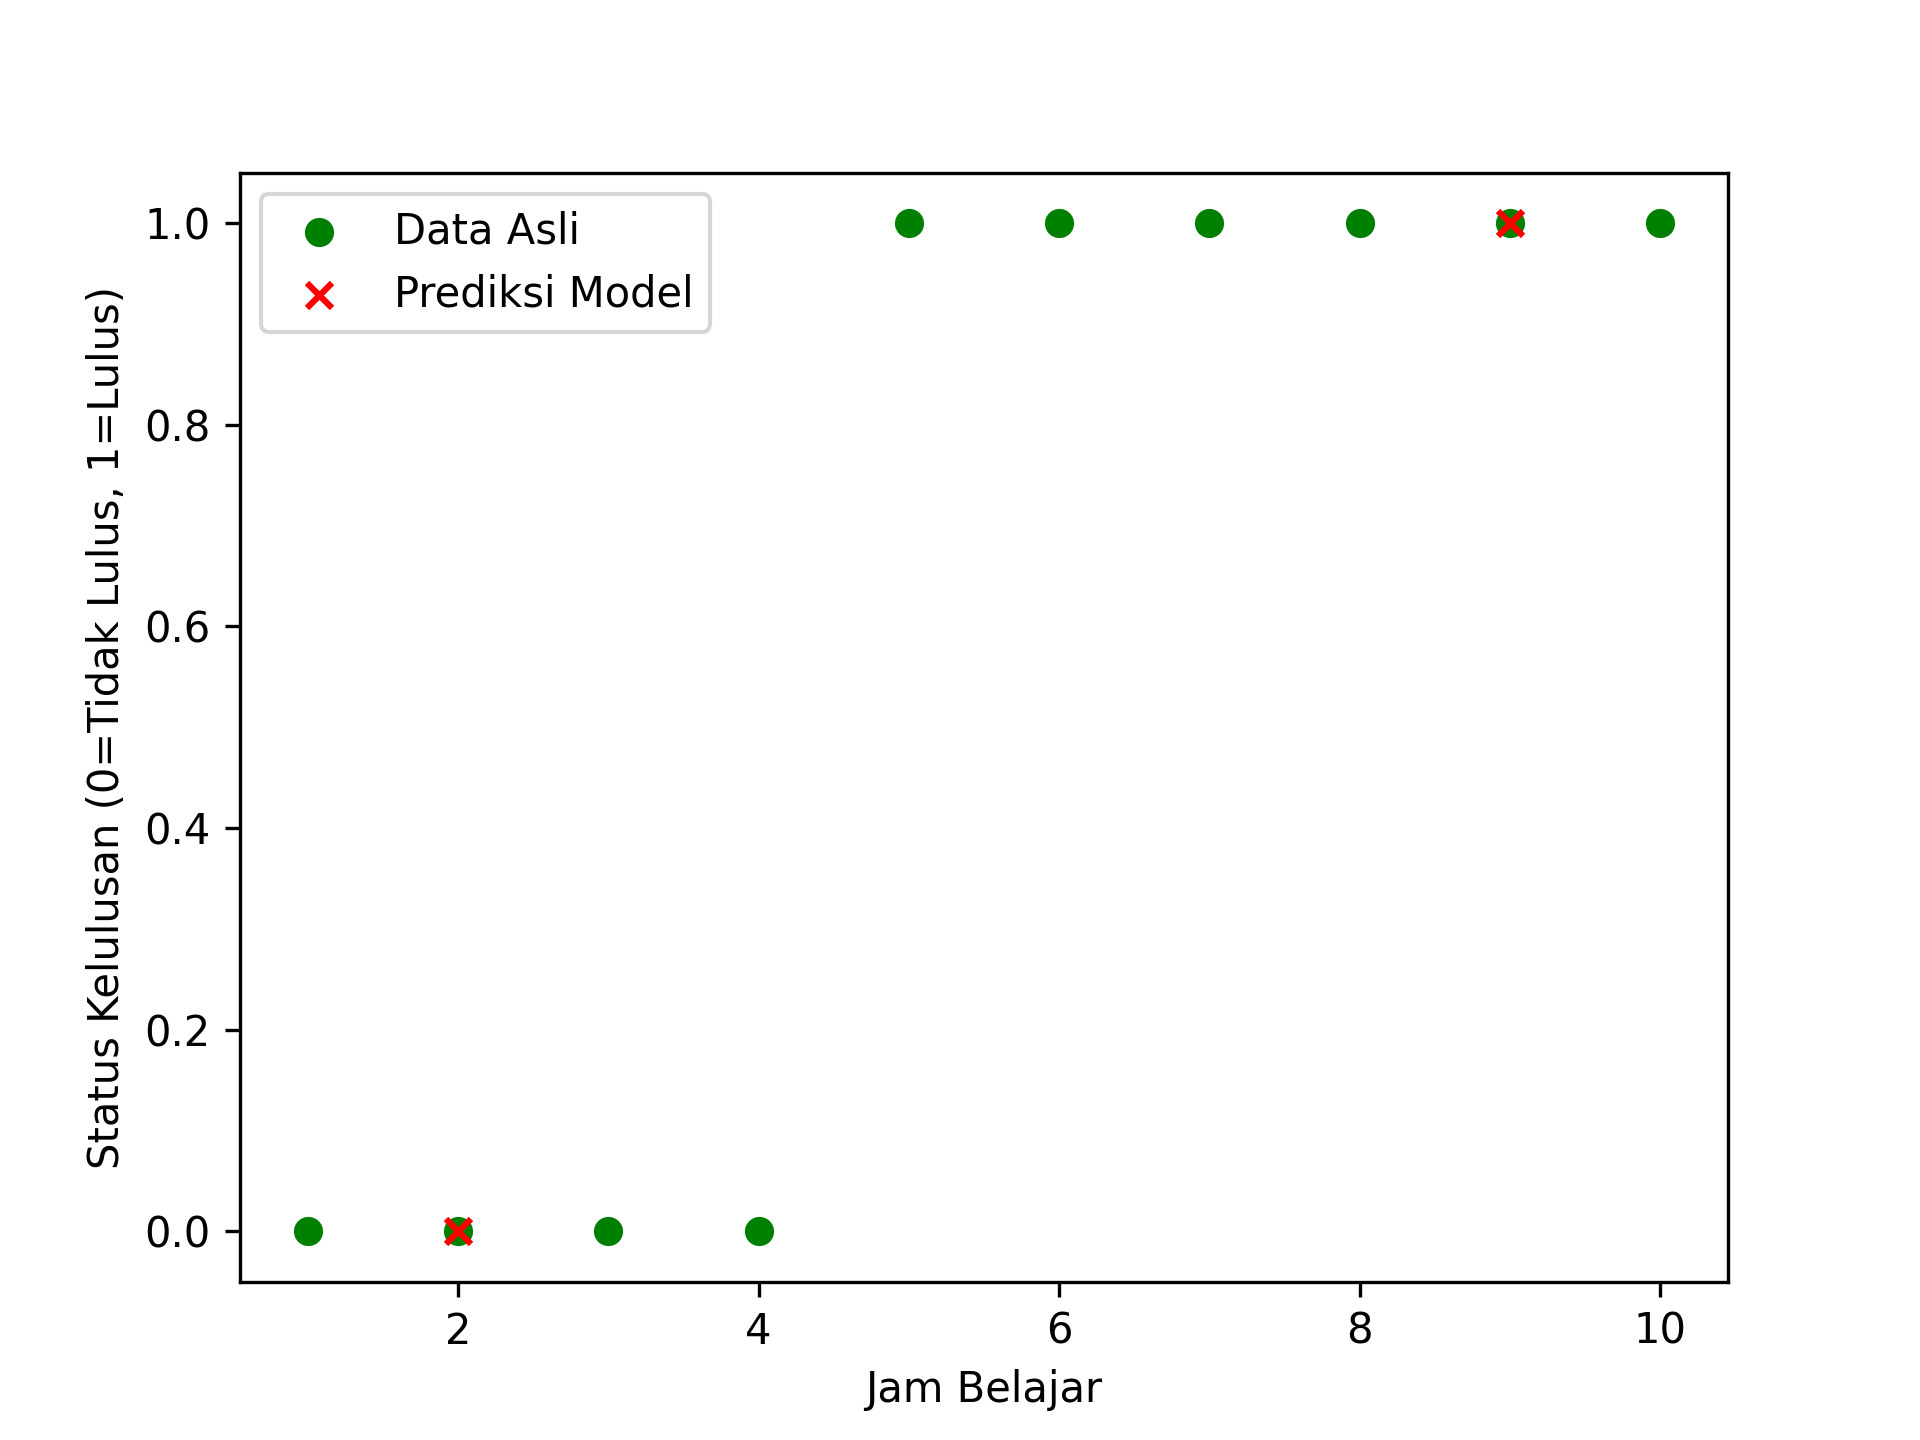 Data Asli
Prediksi Model
1.0
0.8
0.6
0.4
0.2
0.0
Status Kelulusan (0=Tidak Lulus, 1=Lulus)
2 4 6 8 10
Jam Belajar